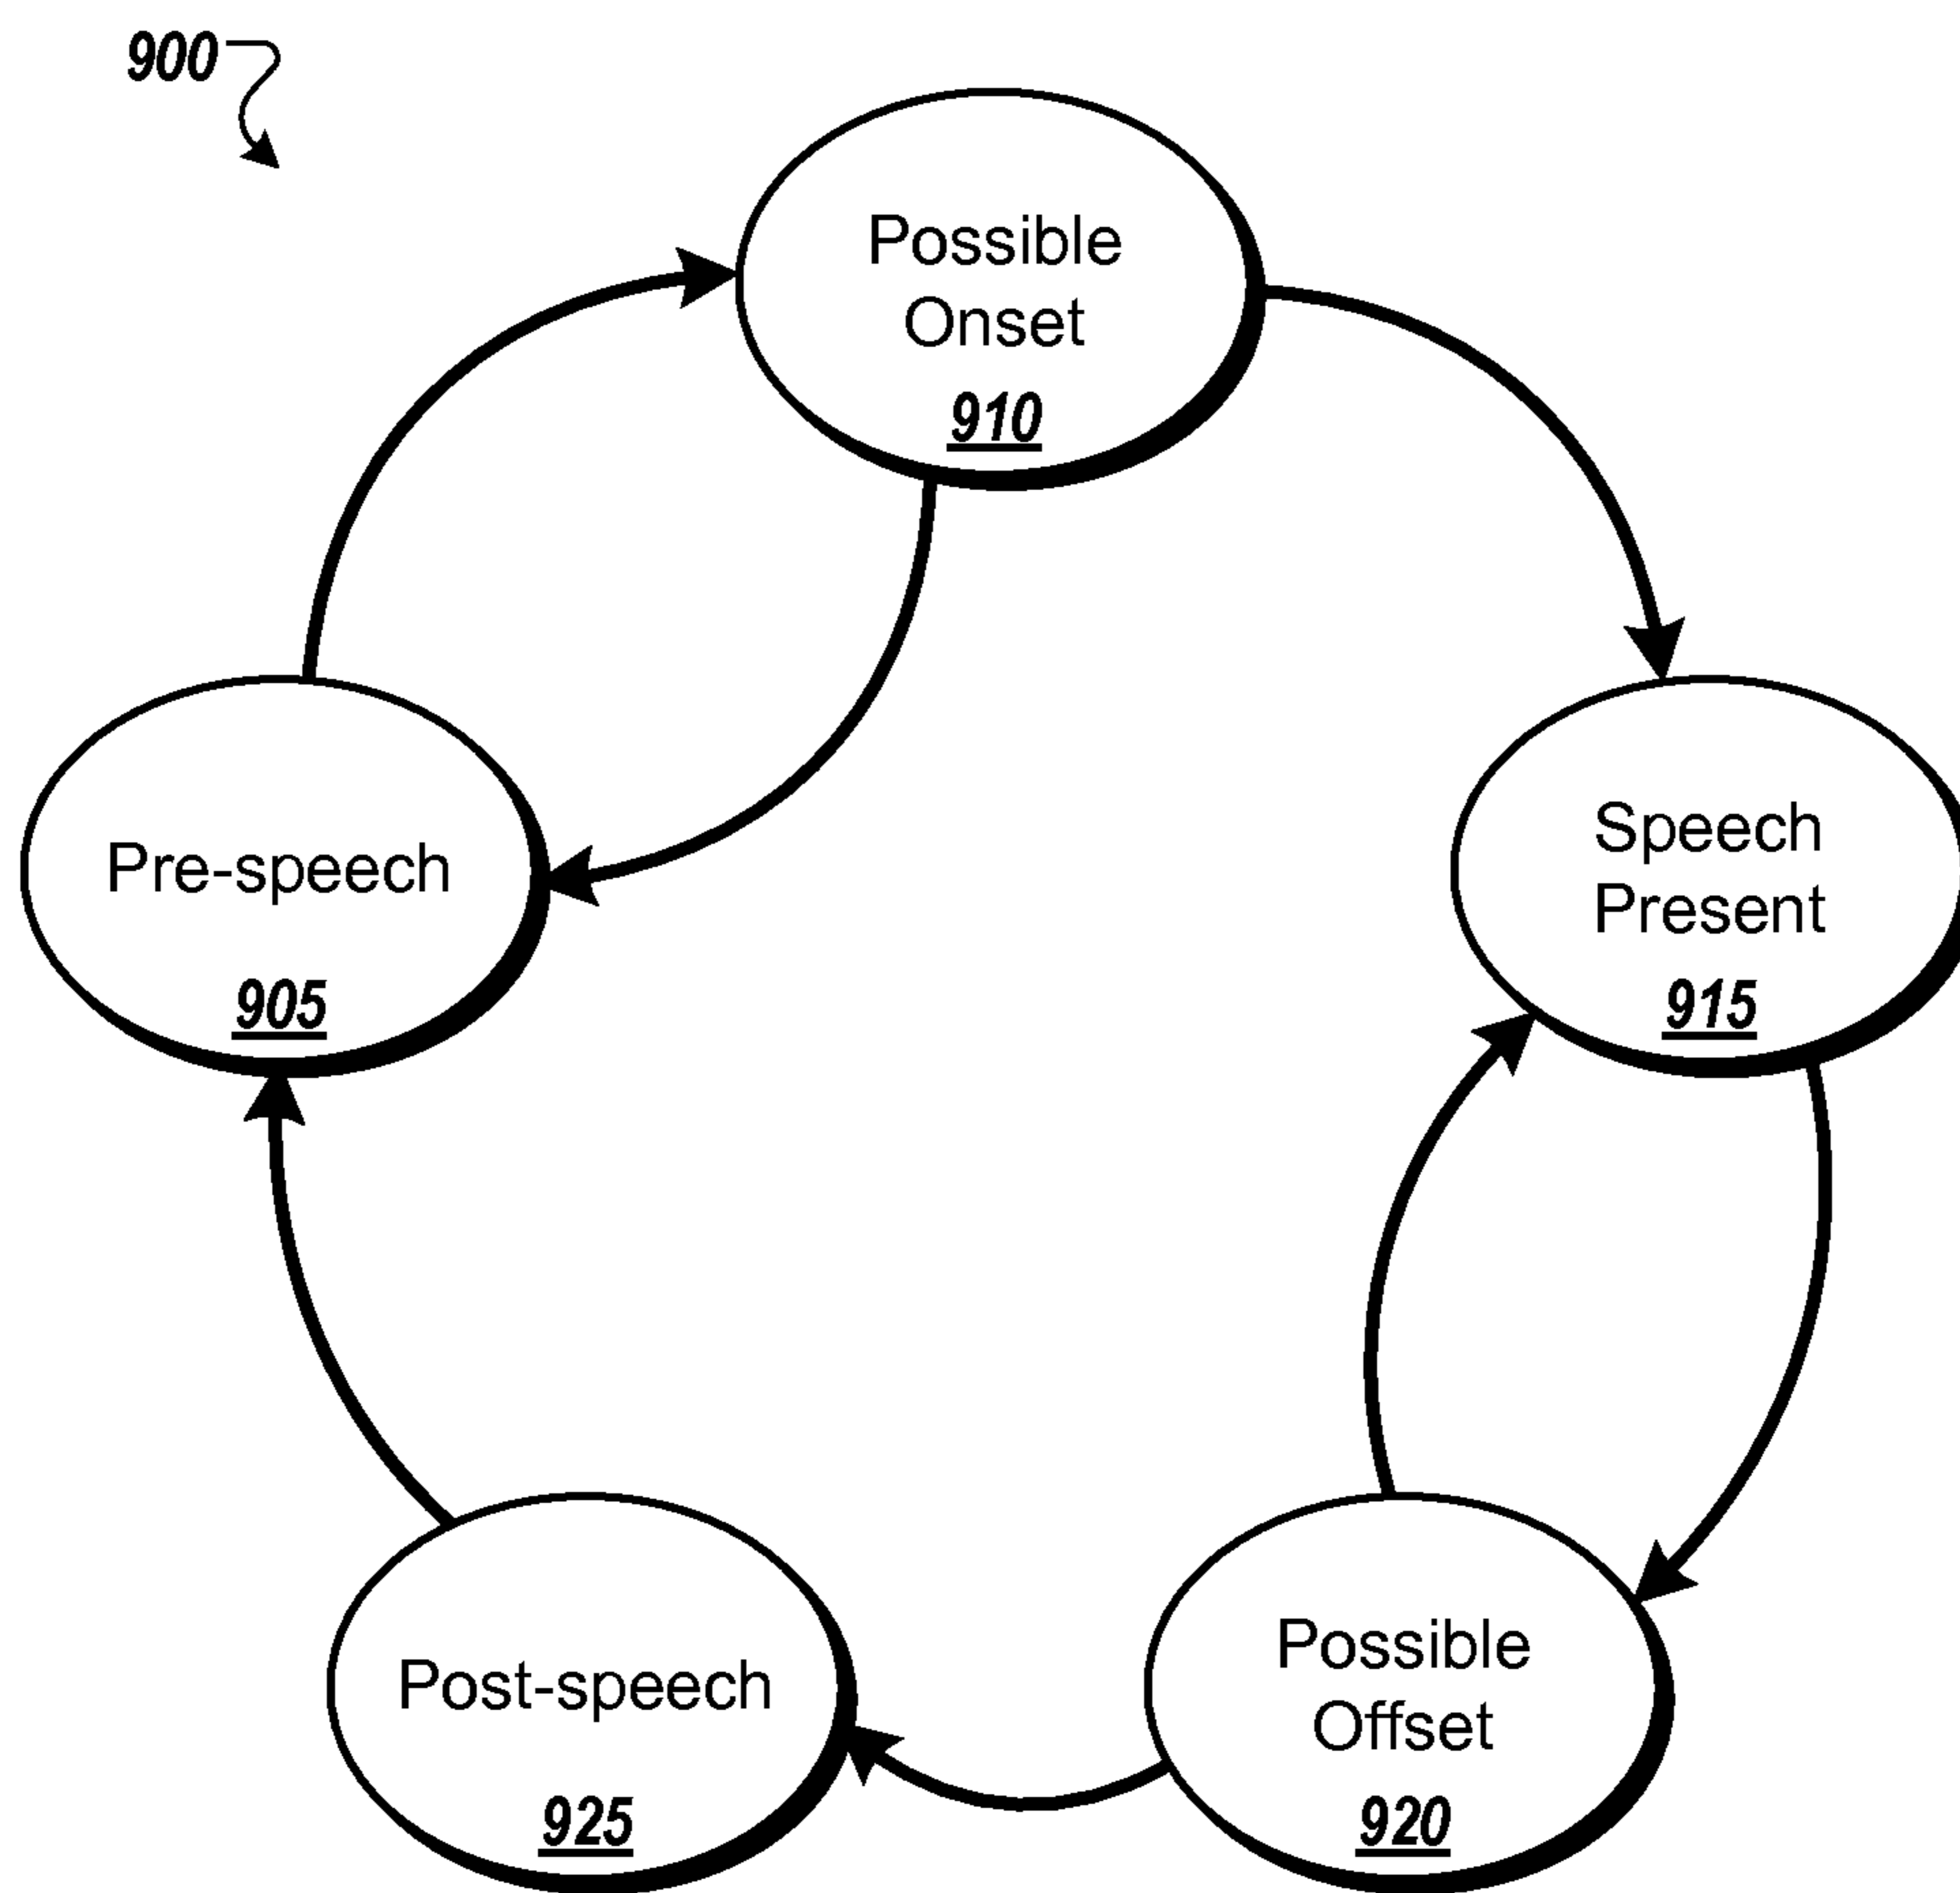 900
Possible
Onset
910
Pre-speech
905
Speech
Present
915
Post-speech
925
Possible
Offset
920